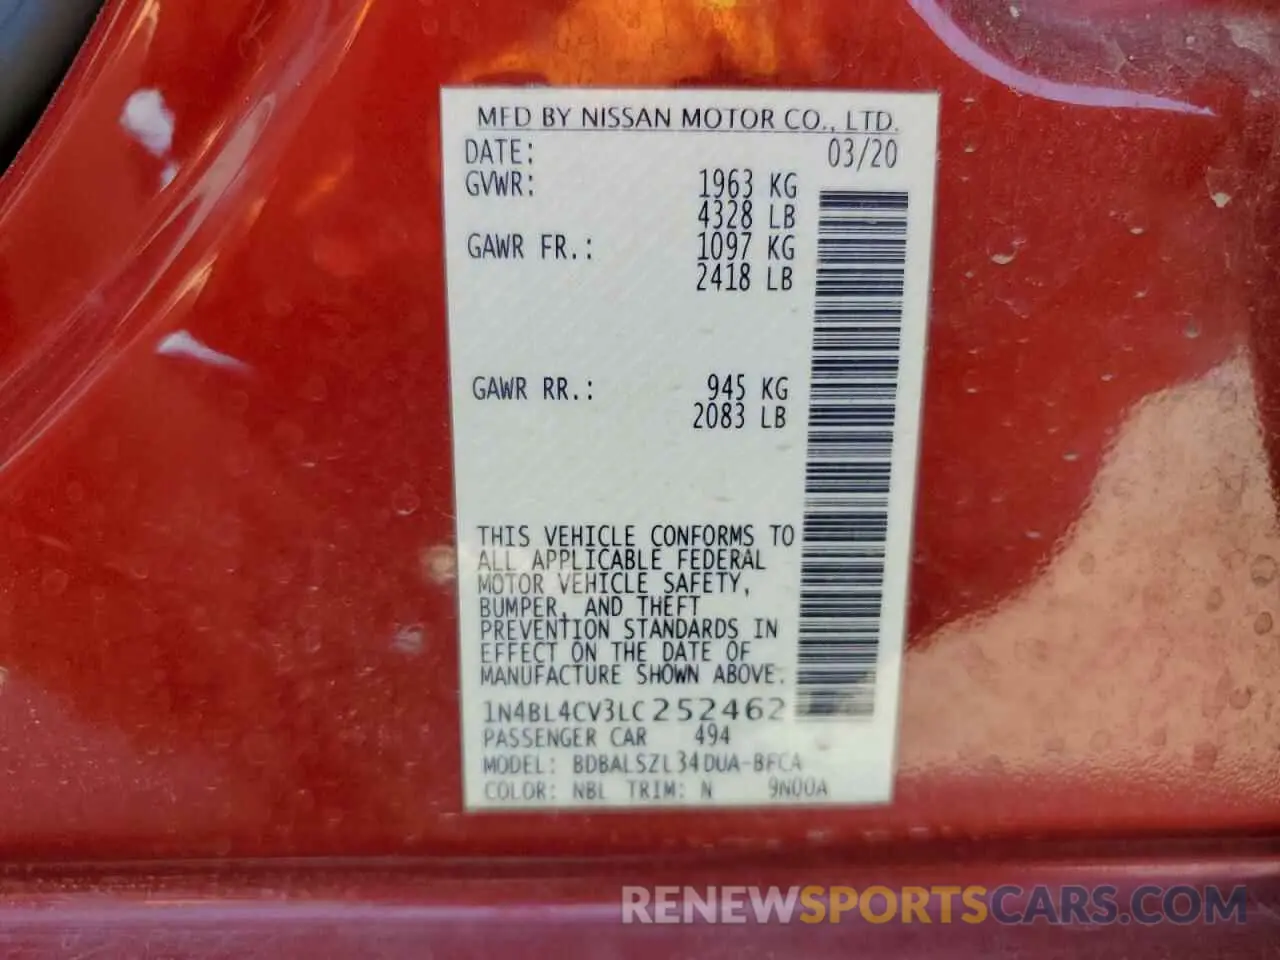 MFD BY NISSAN MOTOR CO., LTD.
DATE: 03/20
GVWR: 1963 KG
4328 LB
GAWR FR.: 1097 KG
2418 LB
GAWR RR.: 945 KG
2083 LB
THIS VEHICLE CONFORMS TO
ALL APPLICABLE FEDERAL
MOTOR VEHICLE SAFETY,
BUMPER, AND THEFT
PREVENTION STANDARDS IN
EFFECT ON THE DATE OF
MANUFACTURE SHOWN ABOVE.
1N4BL4CV3LC252462
PASSENGER CAR 494
MODEL: BDBALSZL34DUA-BFCA
COLOR: NBL TRIM: N 9N00A
RENEWSPORTSCARS.COM